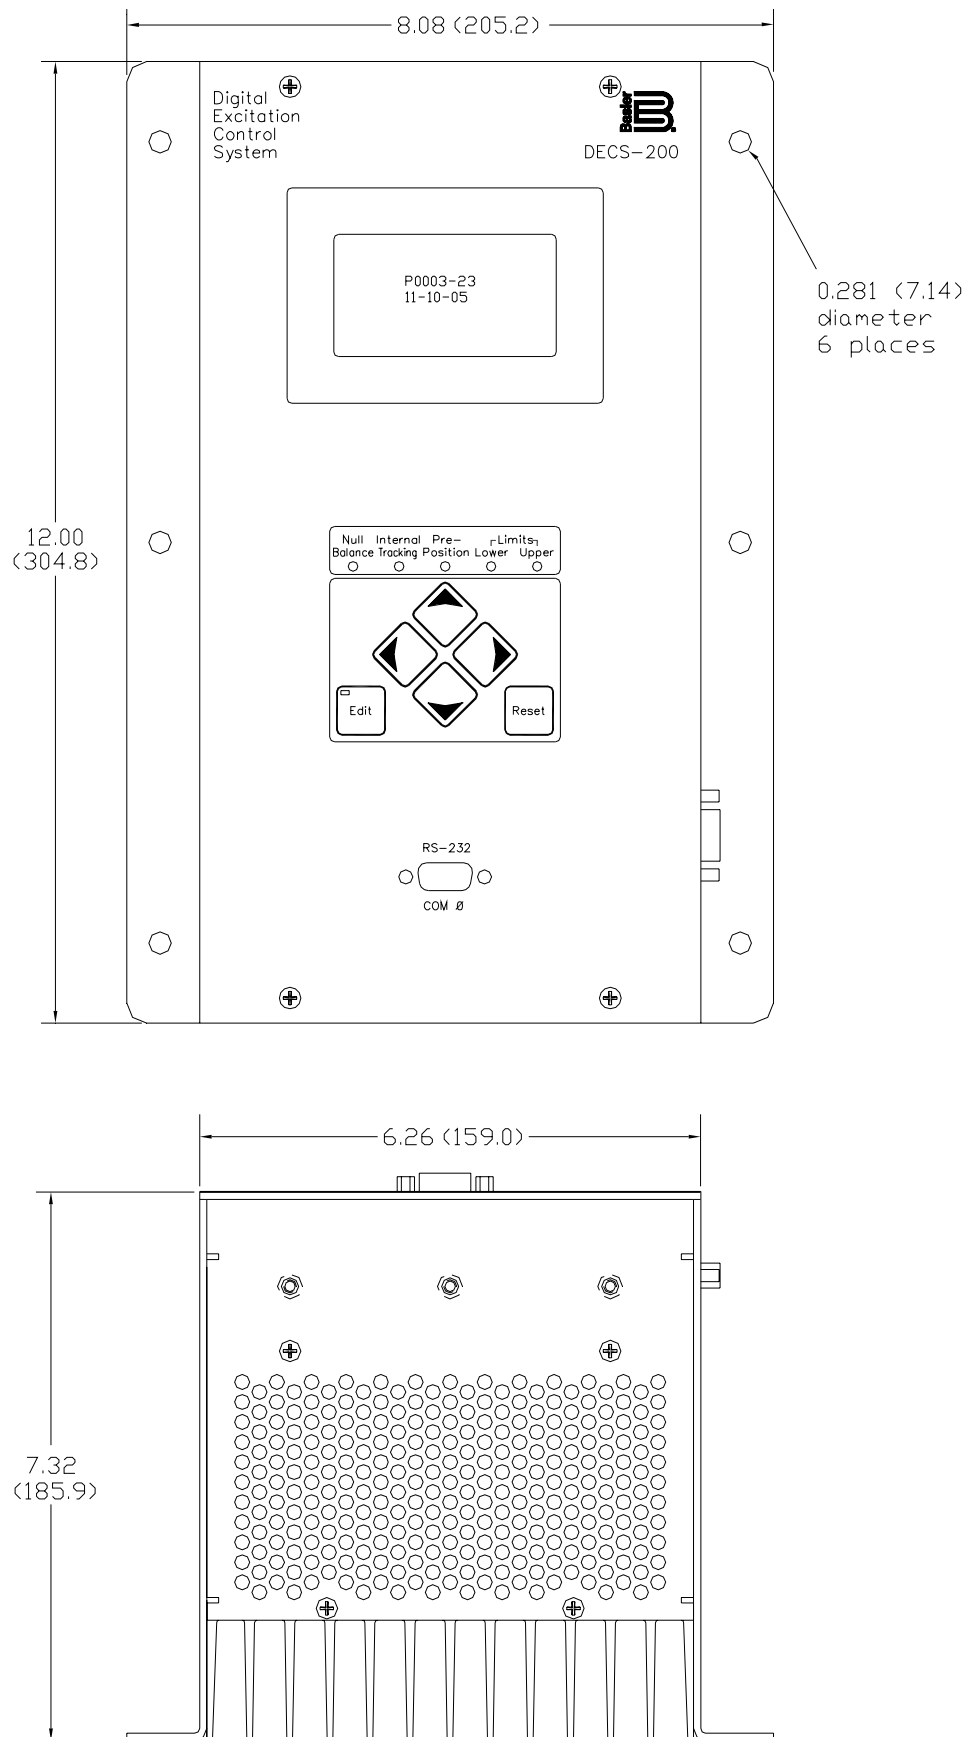 8.08 (205.2)
Digital
Excitation
Control
System
Basler
DECS-200
P0003-23
11-10-05
0.281 (7.14)
diameter
6 places
12.00
(304.8)
Null Internal Pre- Limits
Balance Tracking Position Lower Upper
Edit
Reset
RS-232
COM Ø
6.26 (159.0)
7.32
(185.9)